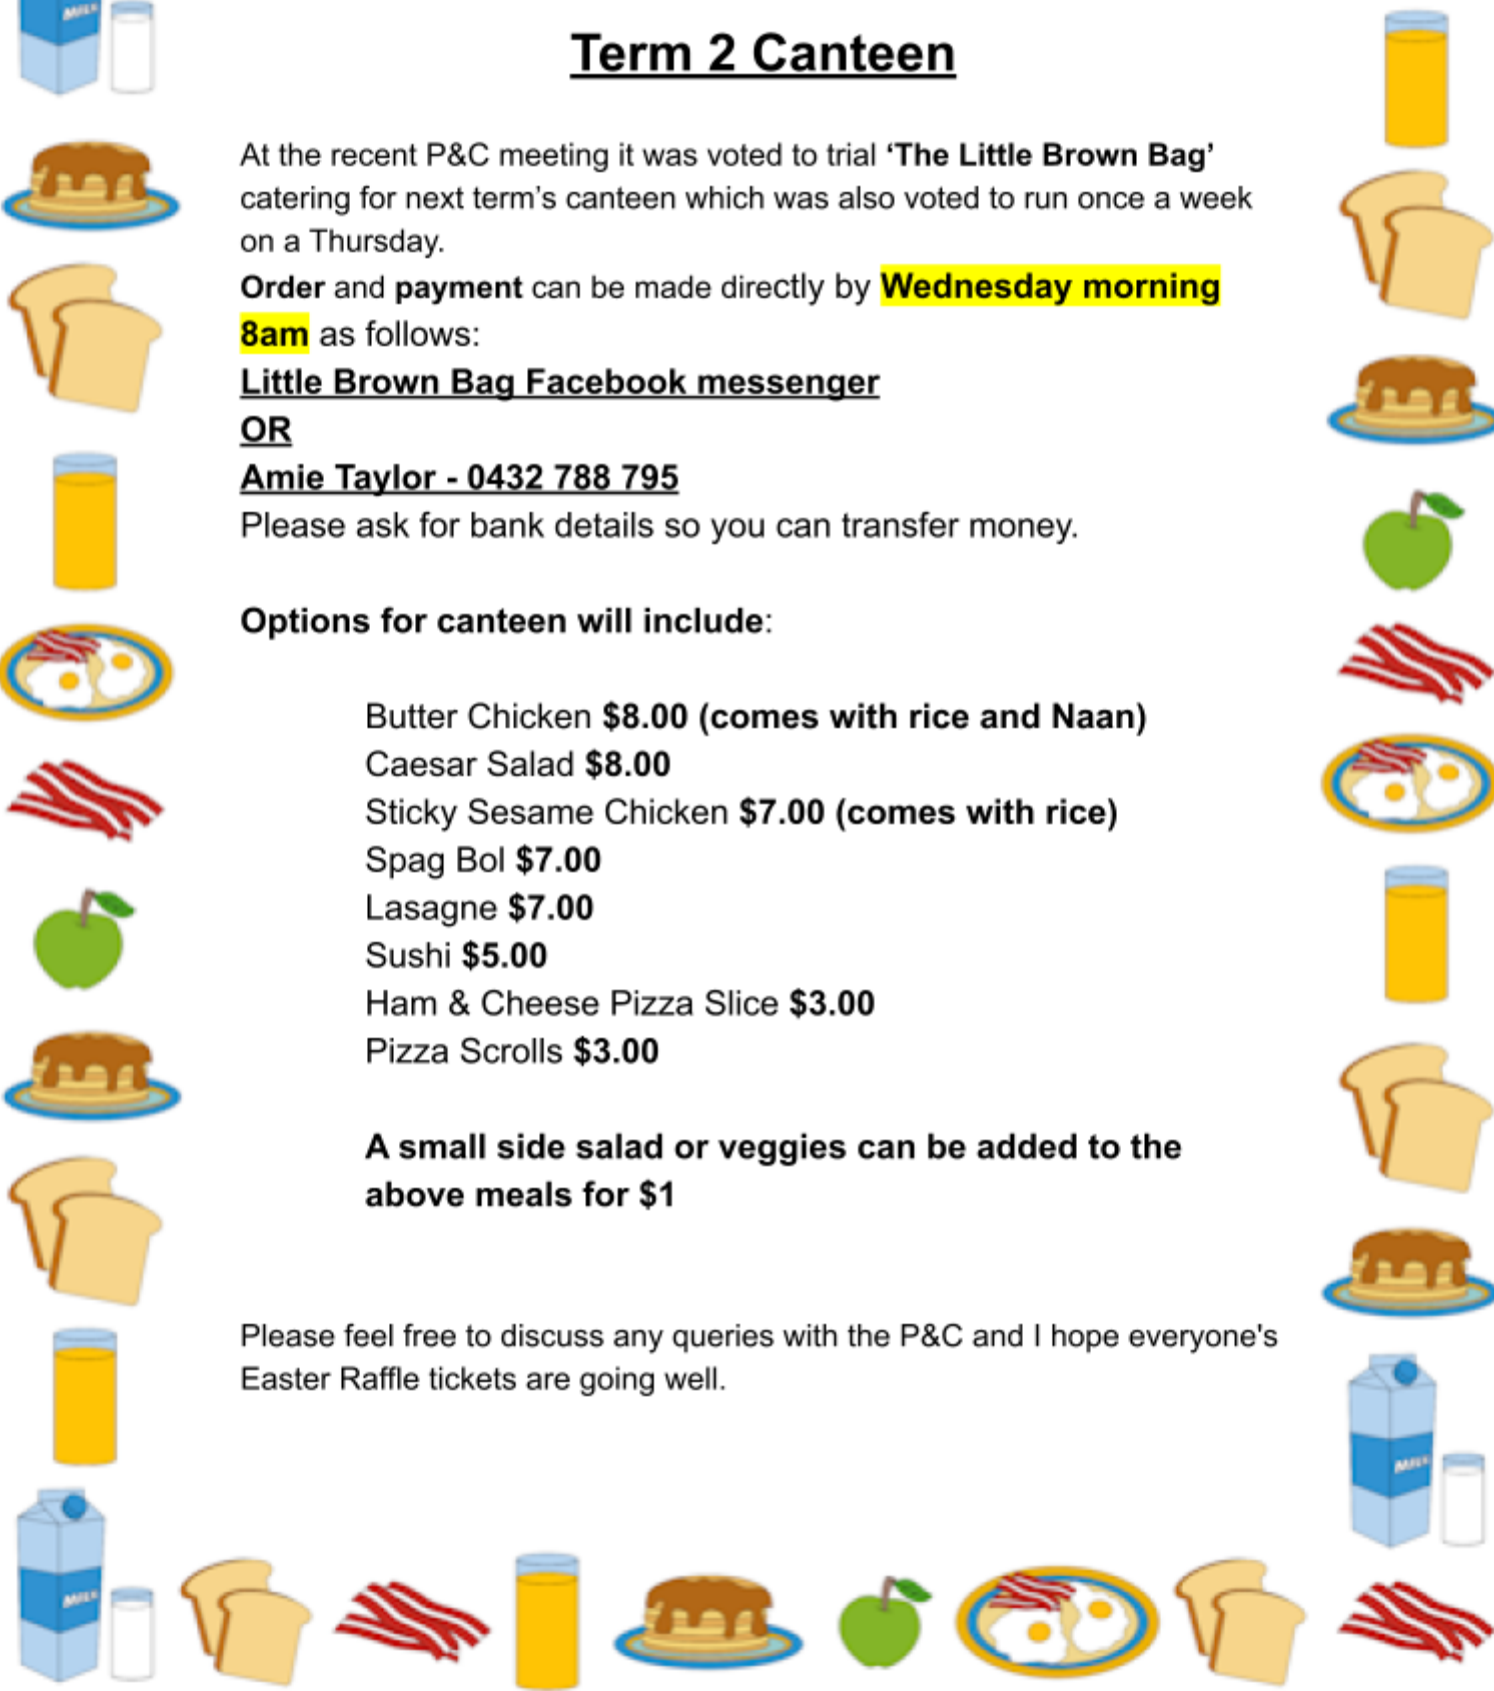 MILK
Term 2 Canteen
At the recent P&C meeting it was voted to trial ‘The Little Brown Bag’
catering for next term’s canteen which was also voted to run once a week
on a Thursday.
Order and payment can be made directly by Wednesday morning
8am as follows:
Little Brown Bag Facebook messenger
OR
Amie Taylor - 0432 788 795
Please ask for bank details so you can transfer money.
Options for canteen will include:
Butter Chicken $8.00 (comes with rice and Naan)
Caesar Salad $8.00
Sticky Sesame Chicken $7.00 (comes with rice)
Spag Bol $7.00
Lasagne $7.00
Sushi $5.00
Ham & Cheese Pizza Slice $3.00
Pizza Scrolls $3.00
A small side salad or veggies can be added to the
above meals for $1
Please feel free to discuss any queries with the P&C and I hope everyone's
Easter Raffle tickets are going well.
MILK
MILK